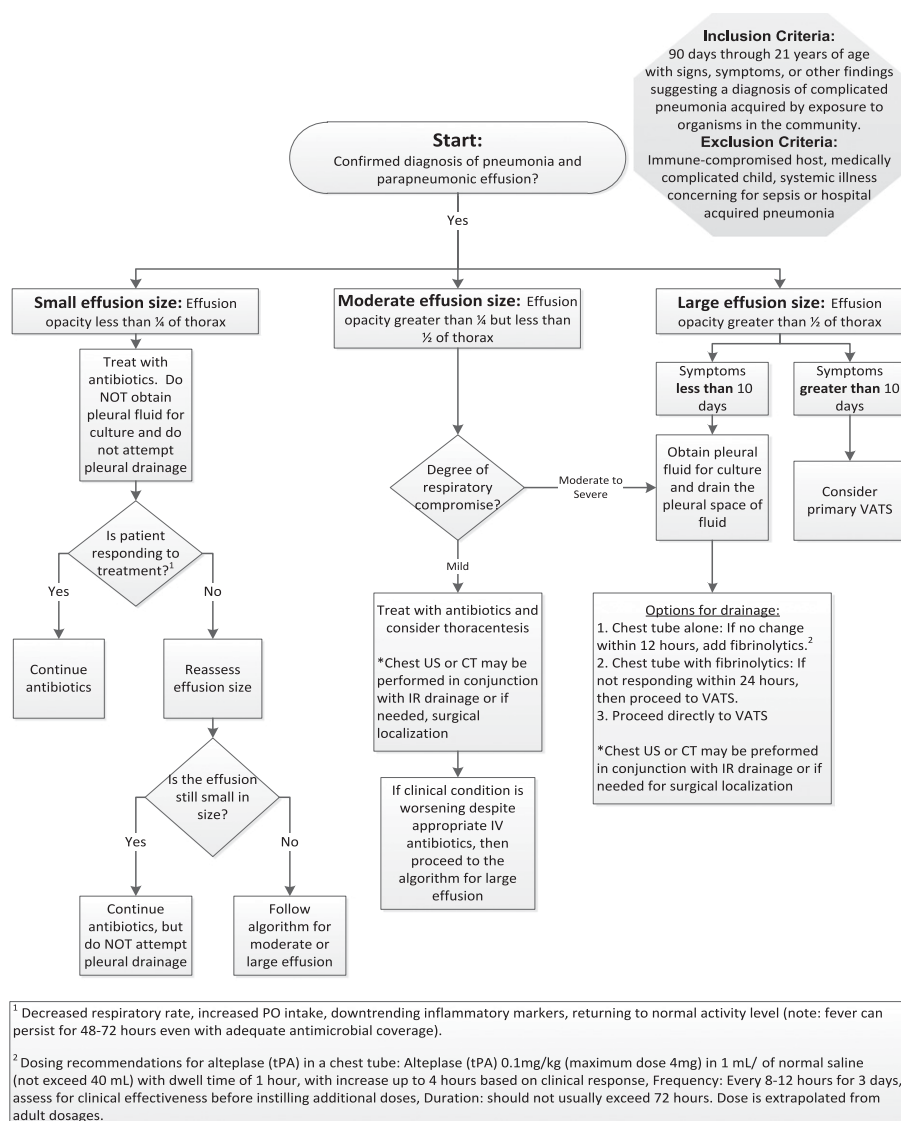 Inclusion Criteria:
90 days through 21 years of age
with signs, symptoms, or other findings
suggesting a diagnosis of complicated
pneumonia acquired by exposure to
organisms in the community.
Exclusion Criteria:
Immune-compromised host, medically
complicated child, systemic illness
concerning for sepsis or hospital
acquired pneumonia
Start:
Confirmed diagnosis of pneumonia and
parapneumonic effusion?
Yes
Small effusion size: Effusion
opacity less than ¼ of thorax
Treat with
antibiotics. Do
NOT obtain
pleural fluid for
culture and do
not attempt
pleural drainage
Is patient
responding to
treatment?¹
Yes
No
Continue
antibiotics
Reassess
effusion size
Is the effusion
still small in
size?
Yes
No
Continue
antibiotics, but
do NOT attempt
pleural drainage
Follow
algorithm for
moderate or
large effusion
Moderate effusion size: Effusion
opacity greater than ¼ but less than
½ of thorax
Degree of
respiratory
compromise?
Moderate to
Severe
Mild
Treat with antibiotics and
consider thoracentesis
*Chest US or CT may be
performed in conjunction
with IR drainage or if
needed, surgical
localization
If clinical condition is
worsening despite
appropriate IV
antibiotics, then
proceed to the
algorithm for large
effusion
Large effusion size: Effusion
opacity greater than ½ of thorax
Symptoms
less than 10
days
Symptoms
greater than 10
days
Obtain pleural
fluid for culture
and drain the
pleural space of
fluid
Consider
primary VATS
Options for drainage:
1. Chest tube alone: If no change
within 12 hours, add fibrinolytics.²
2. Chest tube with fibrinolytics: If
not responding within 24 hours,
then proceed to VATS.
3. Proceed directly to VATS
*Chest US or CT may be preformed
in conjunction with IR drainage or if
needed for surgical localization
¹ Decreased respiratory rate, increased PO intake, downtrending inflammatory markers, returning to normal activity level (note: fever can
persist for 48-72 hours even with adequate antimicrobial coverage).
² Dosing recommendations for alteplase (tPA) in a chest tube: Alteplase (tPA) 0.1mg/kg (maximum dose 4mg) in 1 mL/ of normal saline
(not exceed 40 mL) with dwell time of 1 hour, with increase up to 4 hours based on clinical response, Frequency: Every 8-12 hours for 3 days,
assess for clinical effectiveness before instilling additional doses, Duration: should not usually exceed 72 hours. Dose is extrapolated from
adult dosages.